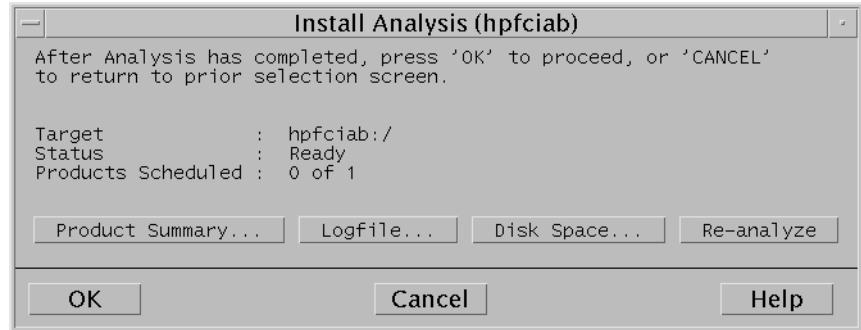 Install Analysis (hpfciab)
After Analysis has completed, press 'OK' to proceed, or 'CANCEL'
to return to prior selection screen.
Target : hpfciab:/
Status : Ready
Products Scheduled : 0 of 1
Product Summary... Logfile... Disk Space... Re-analyze
OK Cancel Help